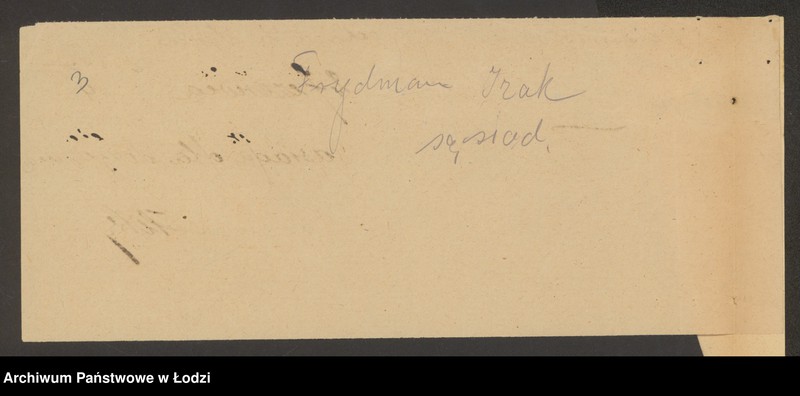 3
Frydman Izak
sąsiad.
Archiwum Państwowe w Łodzi